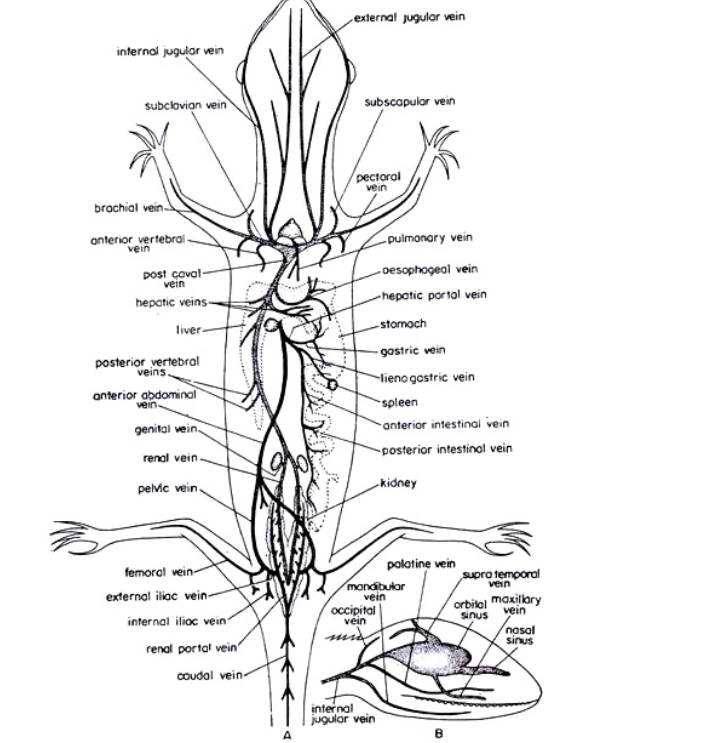 external jugular vein
internal jugular vein
subclavian vein
subscapular vein
pectoral
vein
brachial vein
anterior vertebral
vein
pulmonary vein
post caval
vein
oesophageal vein
hepatic veins
hepatic portal vein
liver
stomach
gastric vein
posterior vertebral
veins
lienogastric vein
anterior abdominal
vein
spleen
genital vein
anterior intestinal vein
renal vein
posterior intestinal vein
pelvic vein
kidney
femoral vein
external iliac vein
internal iliac vein
renal portal vein
caudal vein
A
palatine vein
supra temporal
vein
mandibular
vein
orbital
sinus
maxillary
vein
occipital
vein
nasal
sinus
internal
jugular vein
B